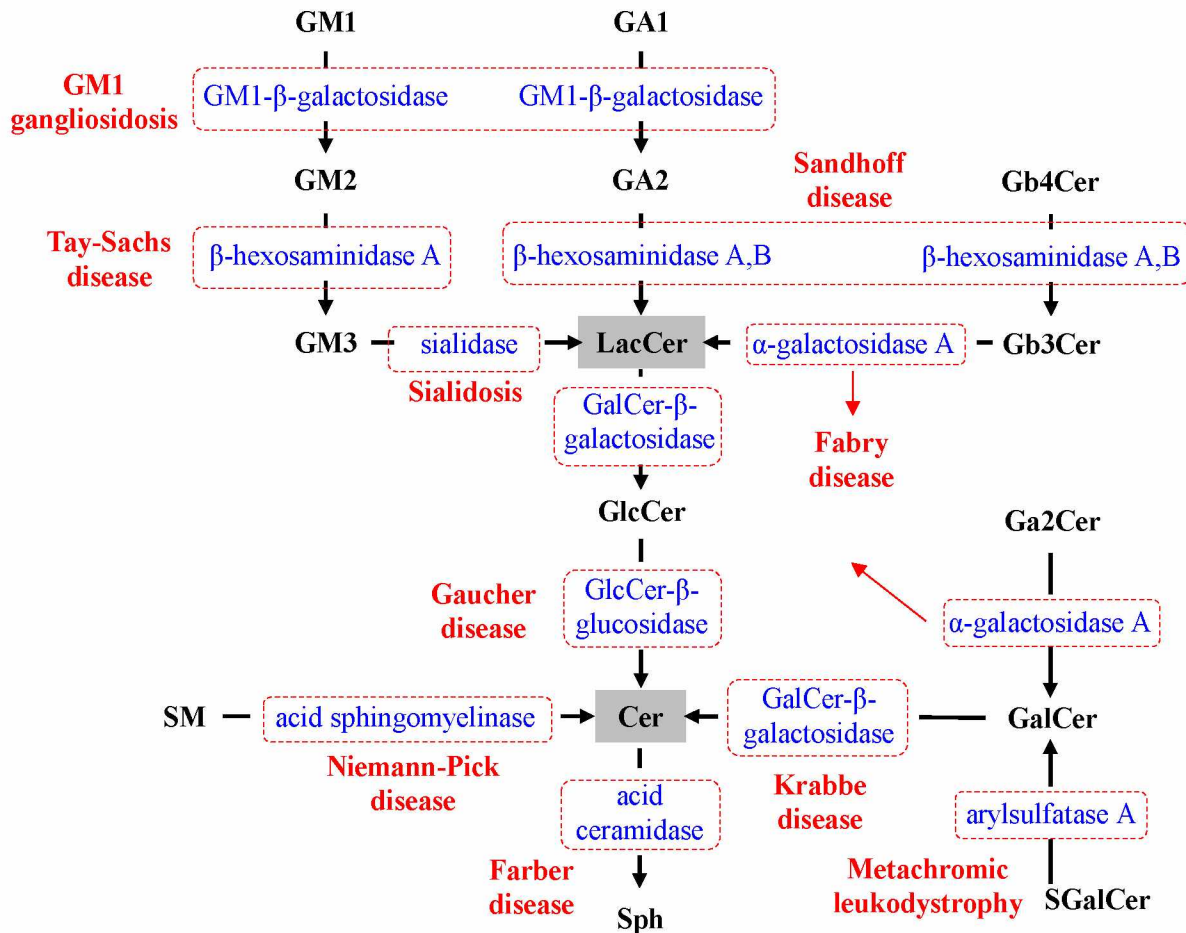 GM1
GA1
GM1
gangliosidosis
GM1-β-galactosidase
GM1-β-galactosidase
GM2
GA2
Sandhoff
disease
Gb4Cer
Tay-Sachs
disease
β-hexosaminidase A
β-hexosaminidase A,B
β-hexosaminidase A,B
GM3
sialidase
LacCer
α-galactosidase A
Gb3Cer
Sialidosis
GalCer-β-
galactosidase
Fabry
disease
GlcCer
Ga2Cer
Gaucher
disease
GlcCer-β-
glucosidase
α-galactosidase A
SM
acid sphingomyelinase
Cer
GalCer-β-
galactosidase
GalCer
Niemann-Pick
disease
acid
ceramidase
Krabbe
disease
arylsulfatase A
Farber
disease
Metachromic
leukodystrophy
SGalCer
Sph